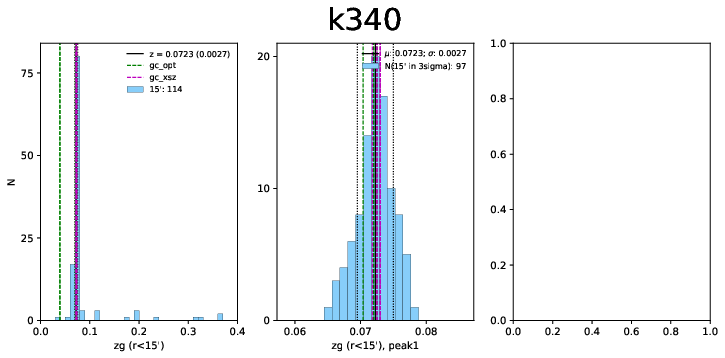 k340
z = 0.0723 (0.0027)
gc_opt
gc_xsz
15': 114
N
75
50
25
0
0.0 0.1 0.2 0.3 0.4
zg (r<15')
μ: 0.0723; σ: 0.0027
N(15' in 3sigma): 97
20
10
0
0.06 0.07 0.08
zg (r<15'), peak1
1.0
0.8
0.6
0.4
0.2
0.0
0.0 0.2 0.4 0.6 0.8 1.0